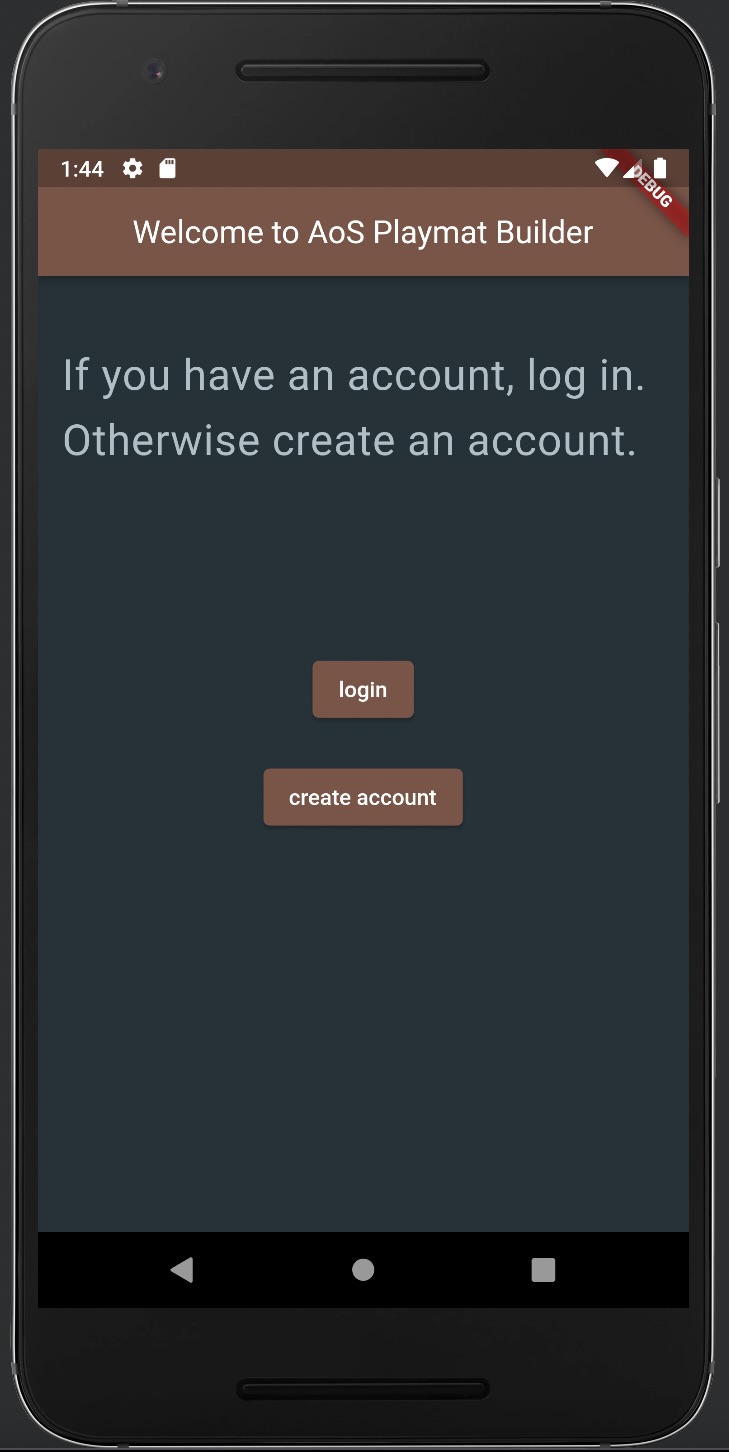 1:44
DEBUG
Welcome to AoS Playmat Builder
If you have an account, log in.
Otherwise create an account.
login
create account